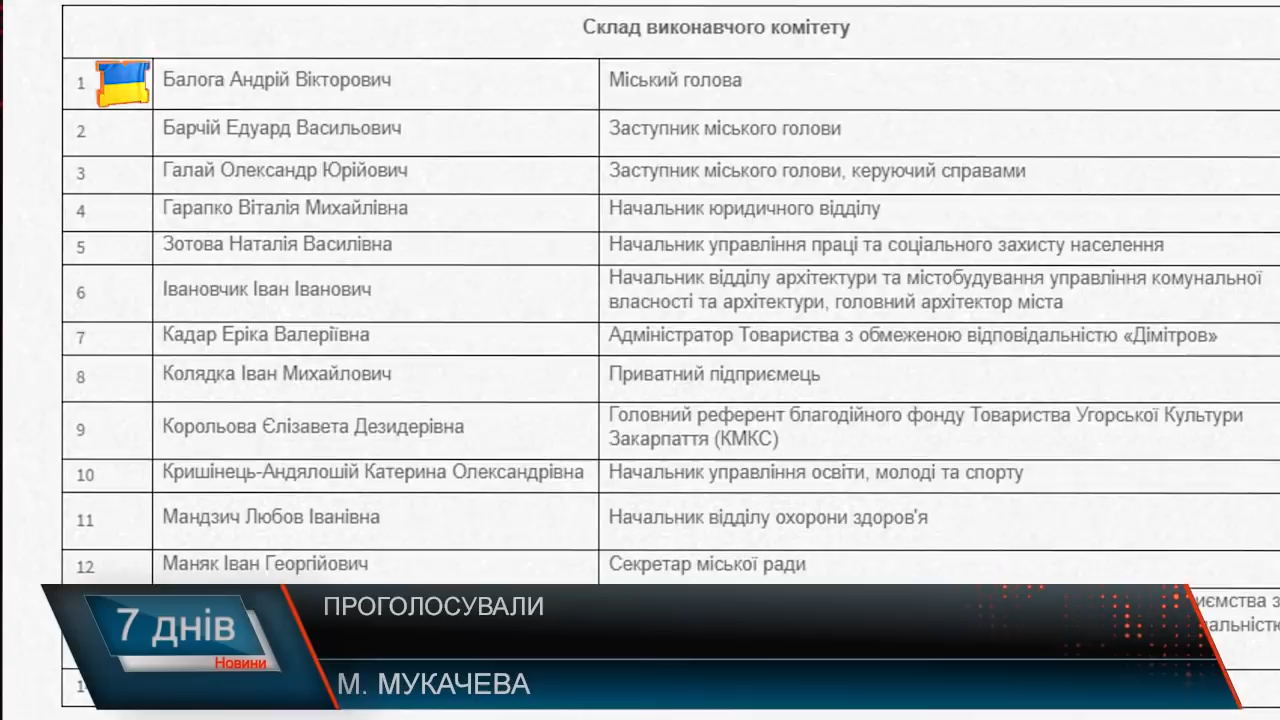 Склад виконавчого комітету
1 Балога Андрій Вікторович Міський голова
2 Барчій Едуард Васильович Заступник міського голови
3 Галай Олександр Юрійович Заступник міського голови, керуючий справами
4 Гарапко Віталія Михайлівна Начальник юридичного відділу
5 Зотова Наталія Василівна Начальник управління праці та соціального захисту населення
6 Івановчик Іван Іванович Начальник відділу архітектури та містобудування управління комунальної
власності та архітектури, головний архітектор міста
7 Кадар Еріка Валеріївна Адміністратор Товариства з обмеженою відповідальністю «Дімітров»
8 Колядка Іван Михайлович Приватний підприємець
9 Корольова Єлізавета Дезидерівна Головний референт благодійного фонду Товариства Угорської Культури
Закарпаття (КМКС)
10 Кришінець-Андялошій Катерина Олександрівна Начальник управління освіти, молоді та спорту
11 Мандзич Любов Іванівна Начальник відділу охорони здоров'я
12 Маняк Іван Георгійович Секретар міської ради
ПРОГОЛОСУВАЛИ
7 днів
Новини
М. МУКАЧЕВА